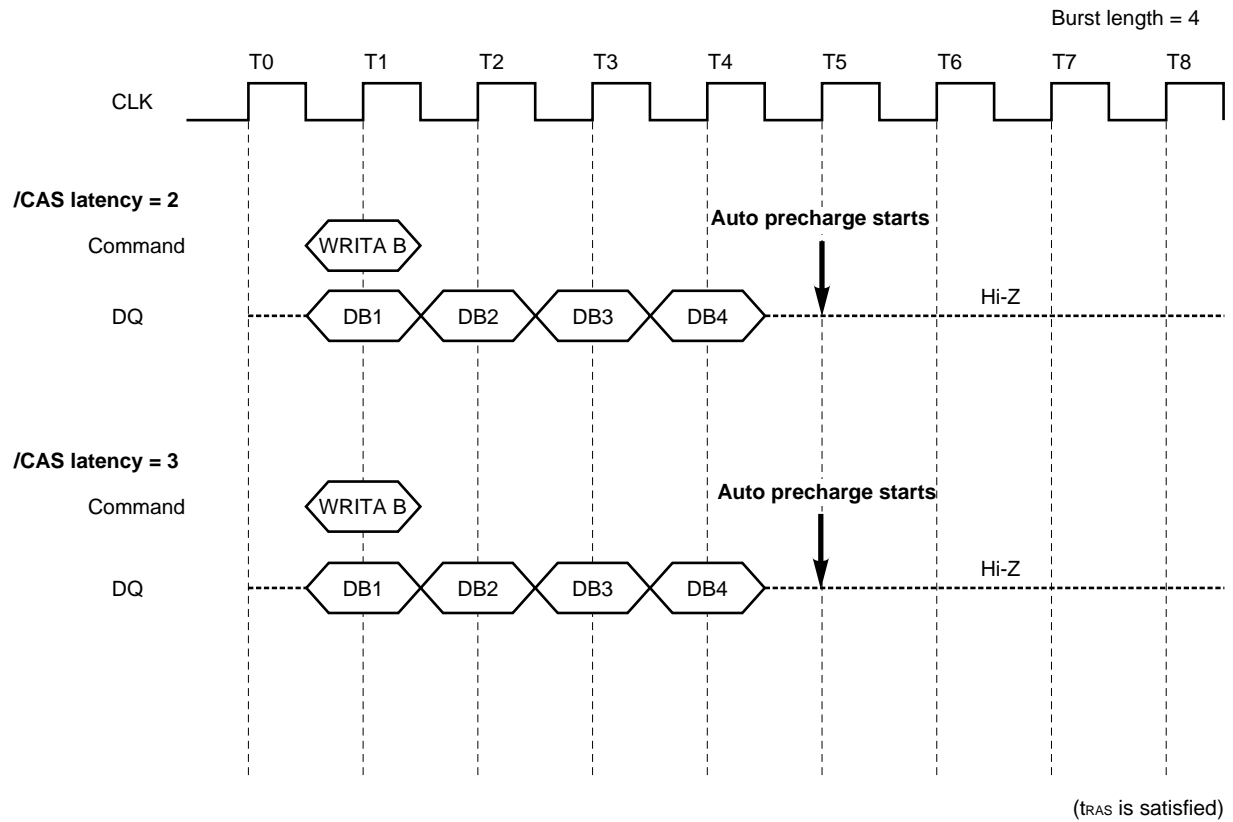 Burst length = 4
T0 T1 T2 T3 T4 T5 T6 T7 T8
CLK
/CAS latency = 2
Auto precharge starts
Command WRITA B
Hi-Z
DQ DB1 DB2 DB3 DB4
/CAS latency = 3
Auto precharge starts
Command WRITA B
Hi-Z
DQ DB1 DB2 DB3 DB4
(tRAS is satisfied)